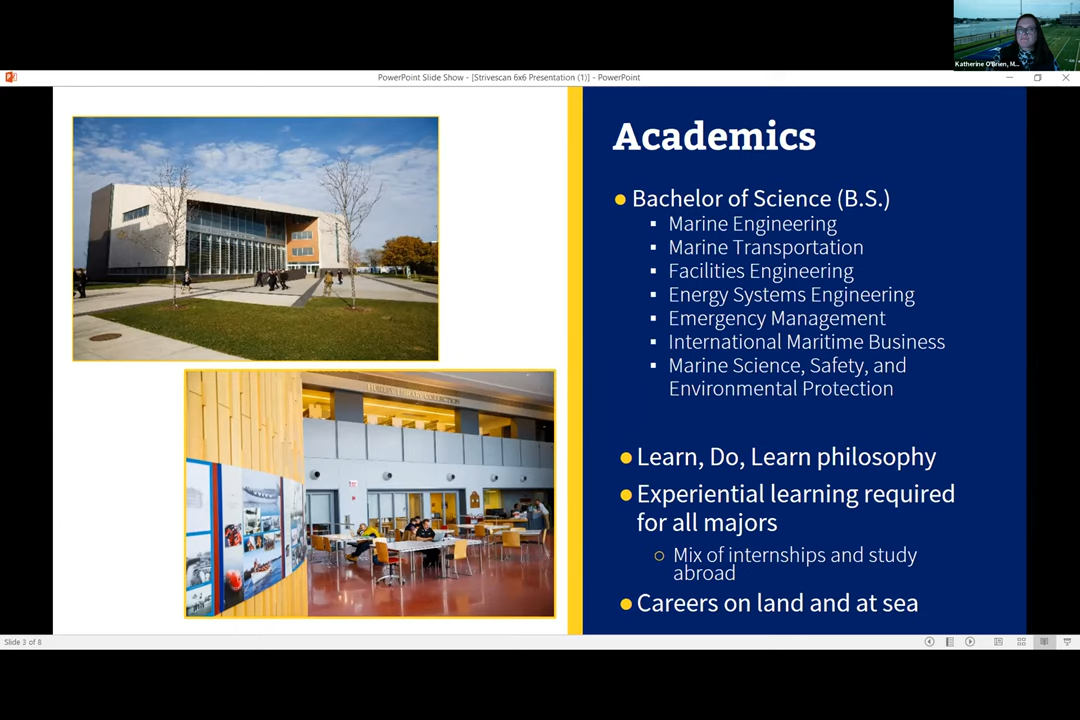 Katherine O'Brien, M...
PowerPoint Slide Show - [Strivescan 6x6 Presentation (1)] - PowerPoint
Academics
Bachelor of Science (B.S.)
Marine Engineering
Marine Transportation
Facilities Engineering
Energy Systems Engineering
Emergency Management
International Maritime Business
Marine Science, Safety, and
Environmental Protection
Learn, Do, Learn philosophy
Experiential learning required
for all majors
Mix of internships and study
abroad
Careers on land and at sea
Slide 3 of 8